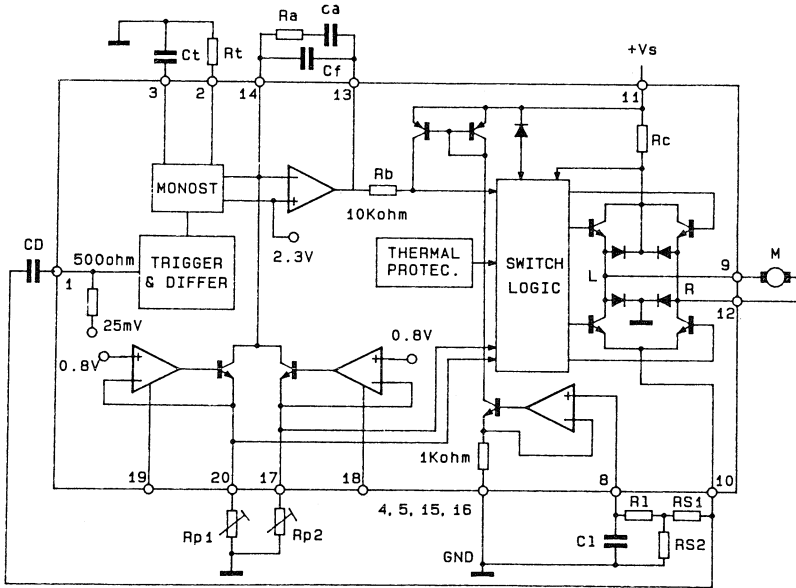 Ra
ca
Ct
Rt
Cf
+Vs
3
2
14
13
11
Rc
MONOST
-
+
Rb
10Kohm
2.3V
CD
500ohm
1
TRIGGER
& DIFFER
THERMAL
PROTEC.
SWITCH
LOGIC
L
R
9
M
12
25mV
0.8V
+
-
0.8V
+
-
+
-
1Kohm
19
20
17
18
4, 5, 15, 16
8
10
Rp1
Rp2
GND
R1
RS1
C1
RS2